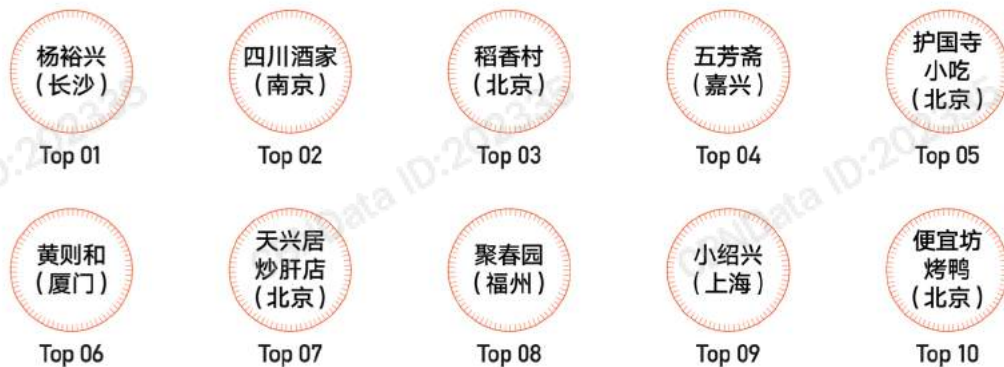 杨裕兴
（长沙）
四川酒家
（南京）
稻香村
（北京）
五芳斋
（嘉兴）
护国寺
小吃
（北京）
Top 01
Top 02
Top 03
Top 04
Top 05
黄则和
（厦门）
天兴居
炒肝店
（北京）
聚春园
（福州）
小绍兴
（上海）
便宜坊
烤鸭
（北京）
Top 06
Top 07
Top 08
Top 09
Top 10